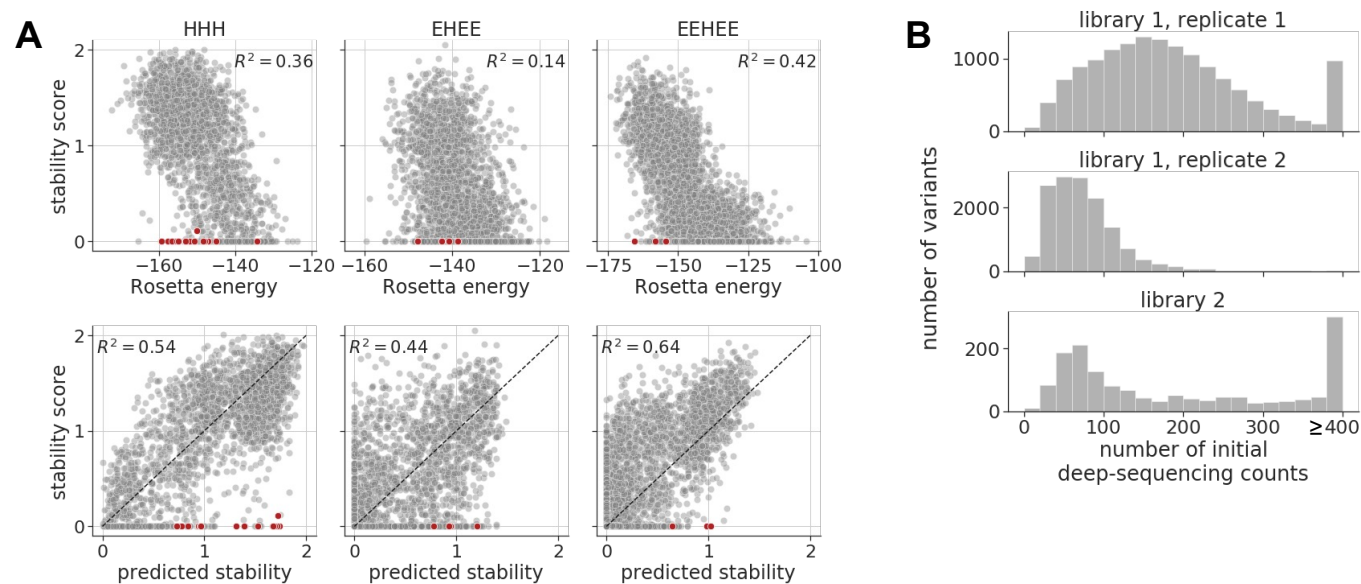 A
HHH
EHEE
EEHEE
stability score
2
1
0
R² = 0.36
R² = 0.14
R² = 0.42
−160 −140 −120
−160 −140 −120
−175 −150 −125 −100
Rosetta energy
Rosetta energy
Rosetta energy
stability score
2
1
0
R² = 0.54
R² = 0.44
R² = 0.64
0 1 2
0 1 2
0 1 2
predicted stability
predicted stability
predicted stability
B
number of variants
library 1, replicate 1
1000
0
library 1, replicate 2
2000
0
library 2
200
0
0 100 200 300 ≥400
number of initial
deep-sequencing counts